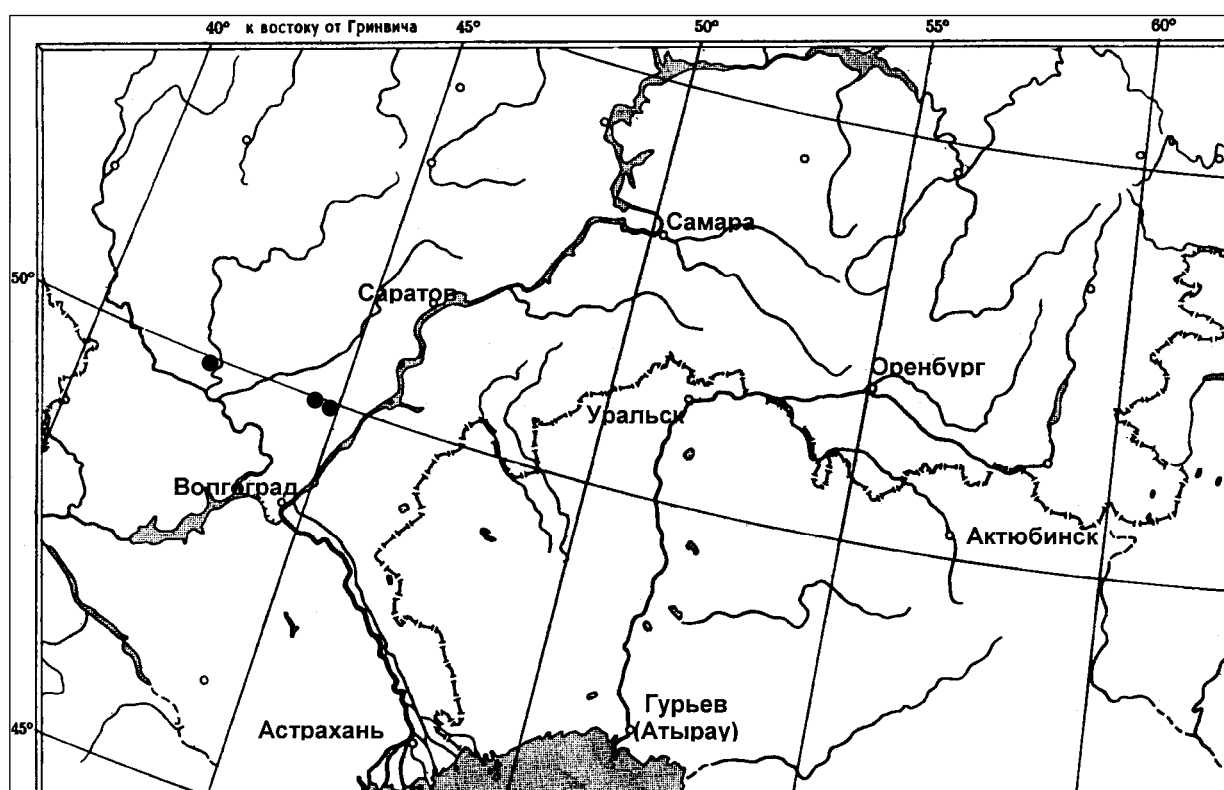 40° к востоку от Гринвича 45° 50° 55° 60°
Самара
50°
Саратов
Оренбург
Уральск
Волгоград
Актюбинск
Гурьев
(Атырау)
45°
Астрахань